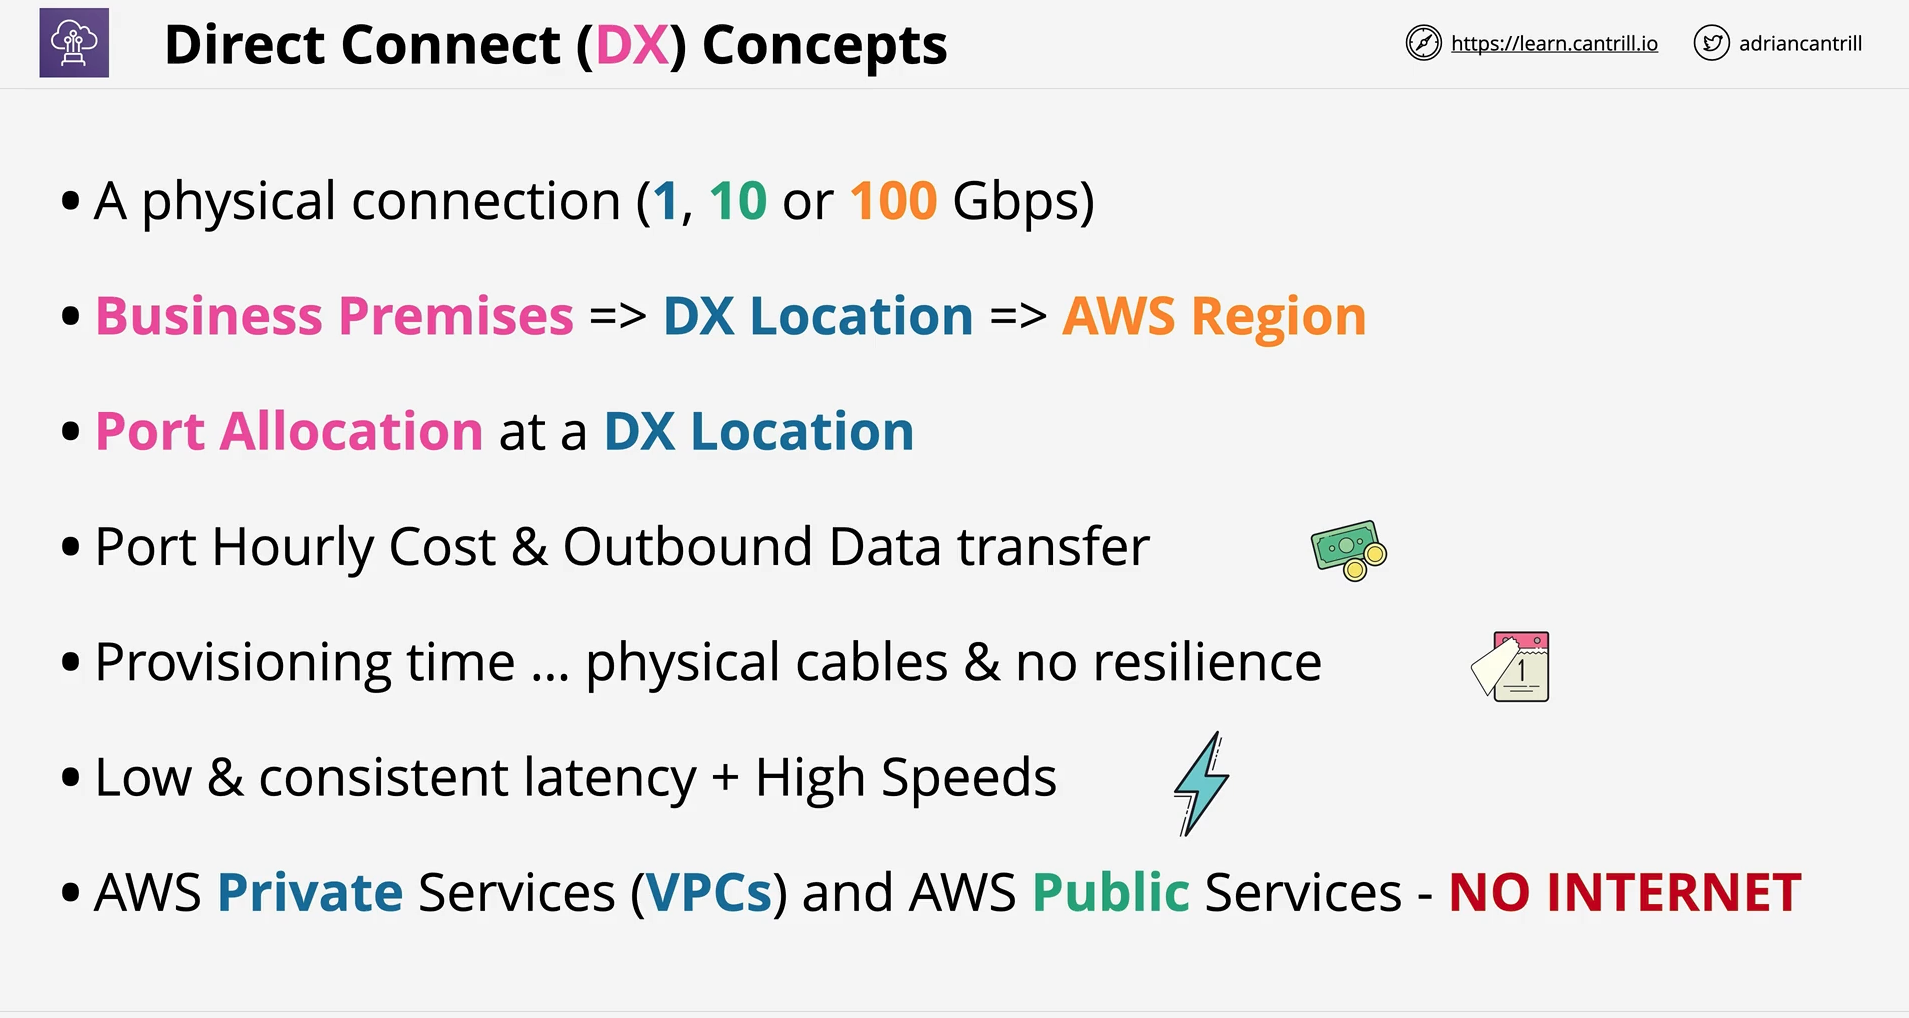 Direct Connect (DX) Concepts
https://learn.cantrill.io
adriancantrill
• A physical connection (1, 10 or 100 Gbps)
• Business Premises => DX Location => AWS Region
• Port Allocation at a DX Location
• Port Hourly Cost & Outbound Data transfer
• Provisioning time ... physical cables & no resilience
1
• Low & consistent latency + High Speeds
• AWS Private Services (VPCs) and AWS Public Services - NO INTERNET